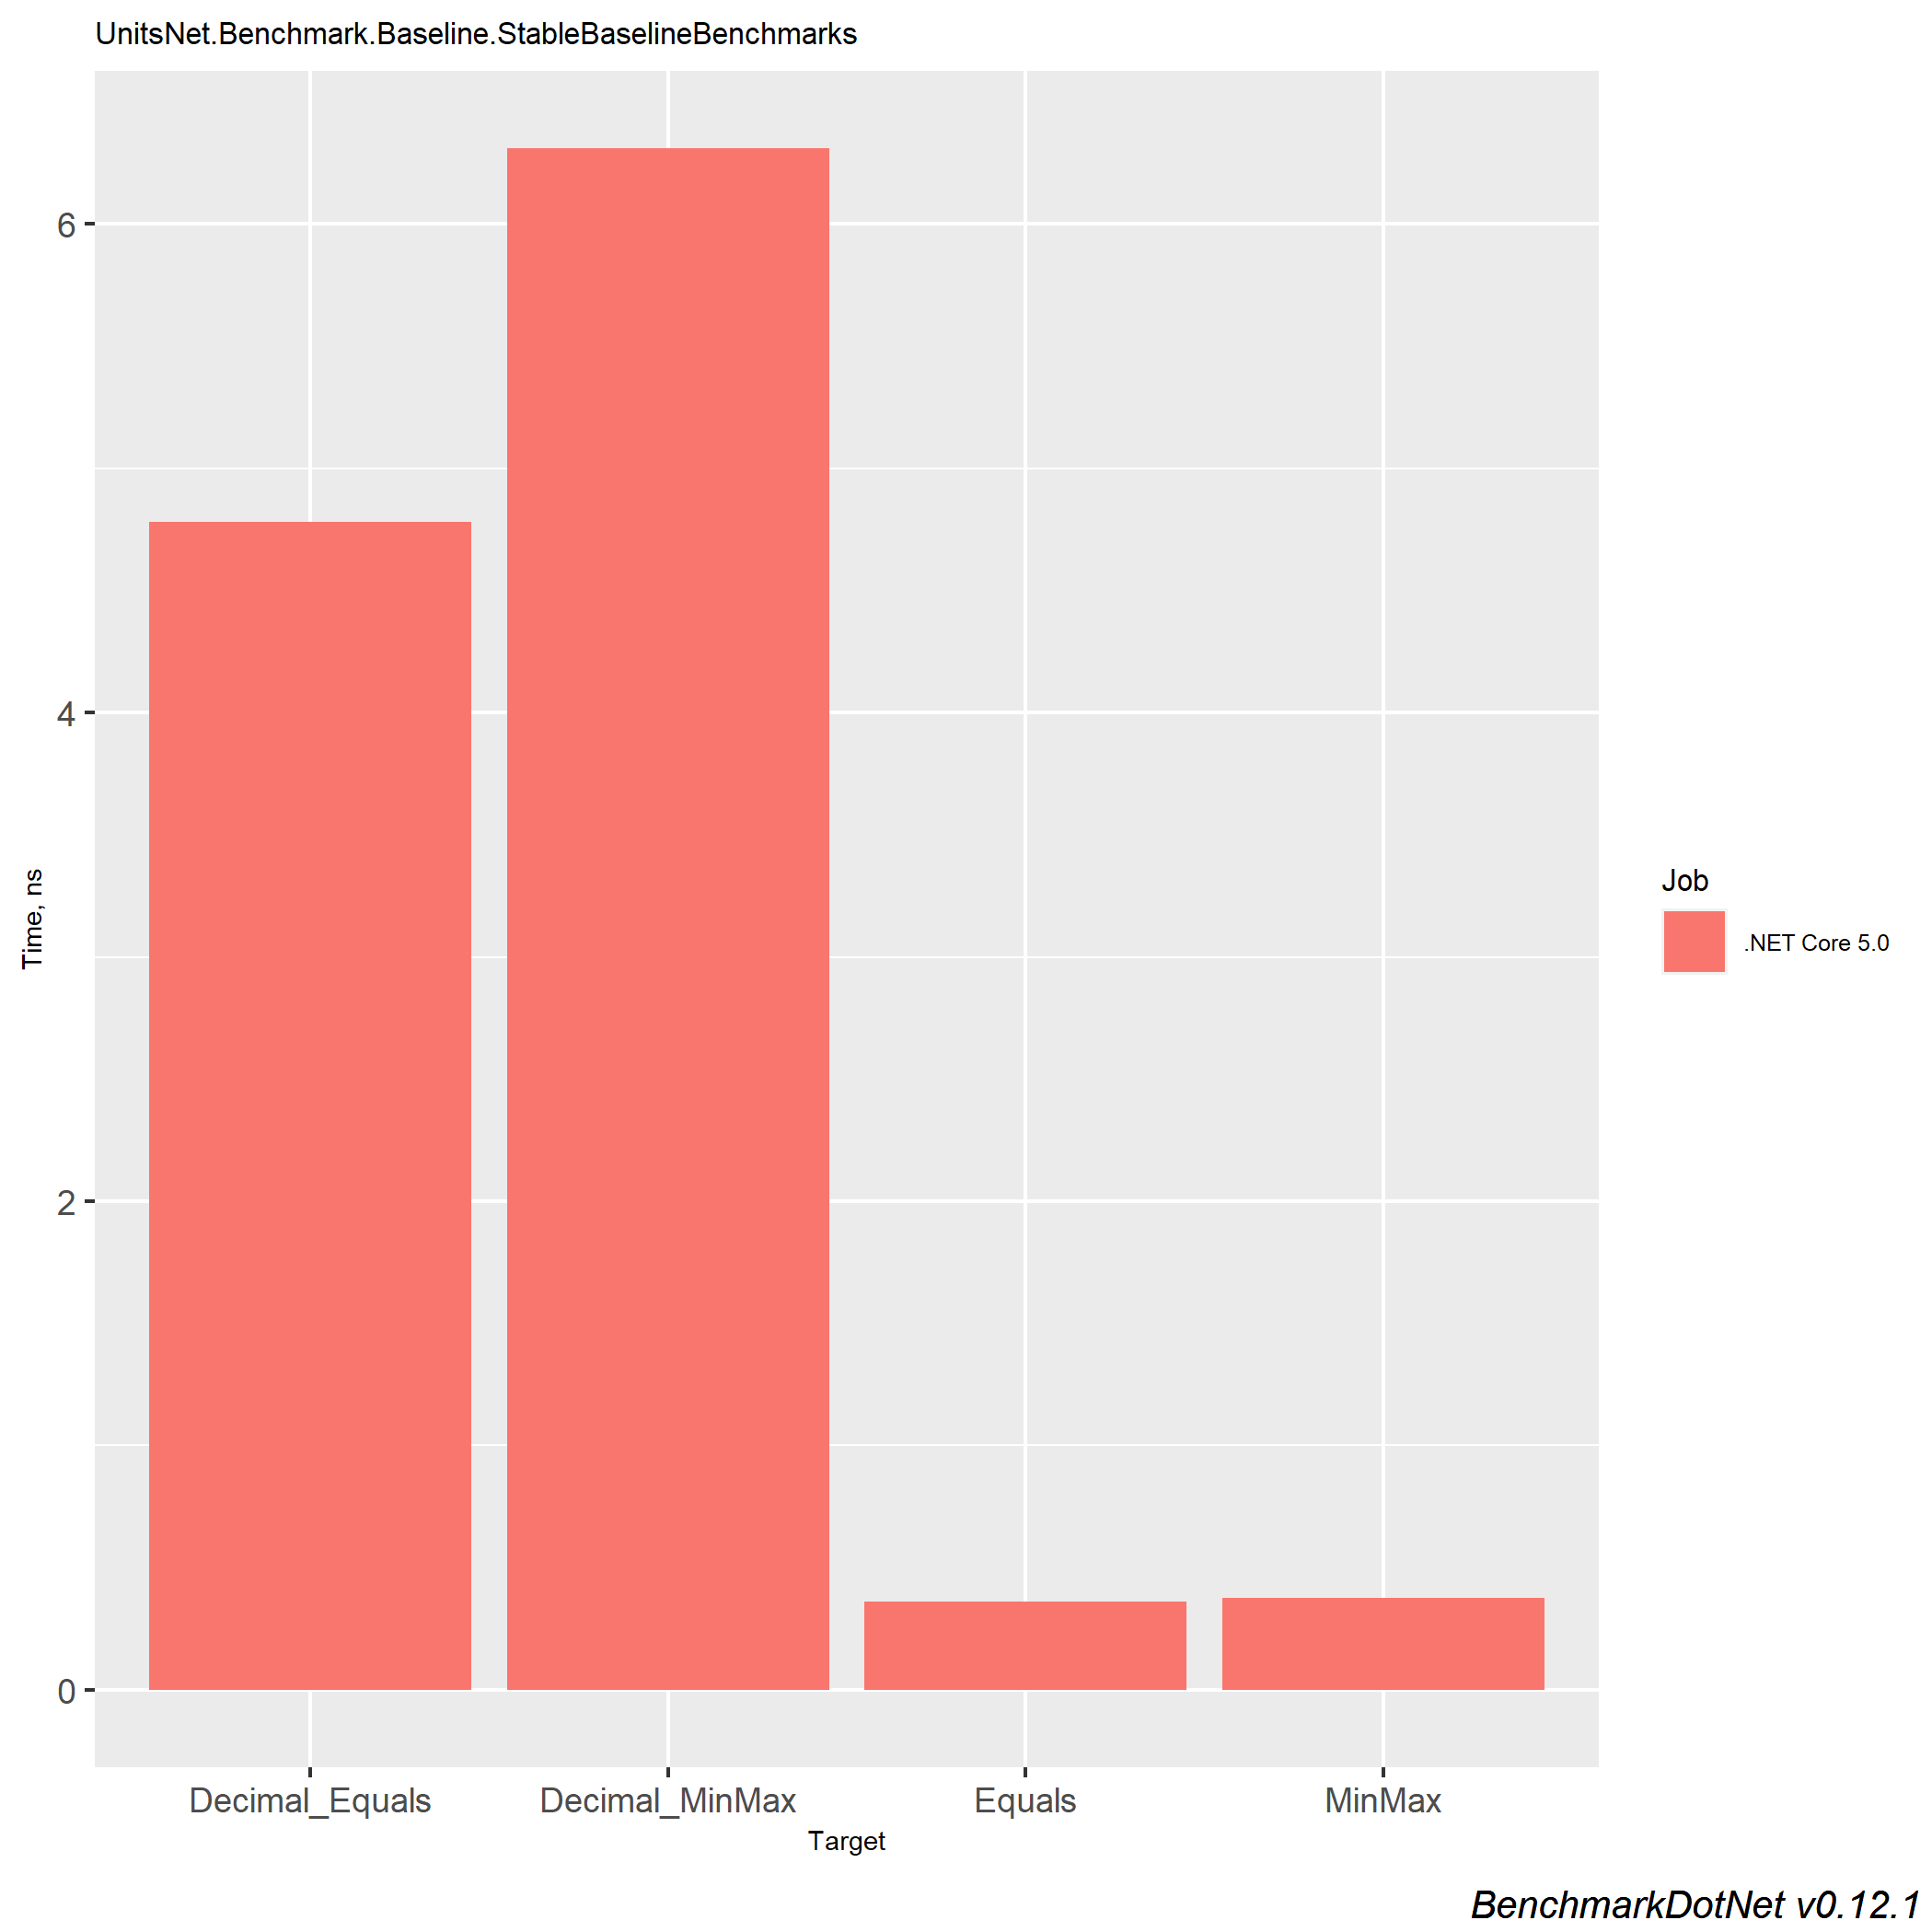 UnitsNet.Benchmark.Baseline.StableBaselineBenchmarks
6
4
2
0
Time, ns
Decimal_Equals
Decimal_MinMax
Equals
MinMax
Target
Job
.NET Core 5.0
BenchmarkDotNet v0.12.1